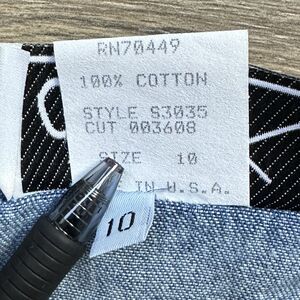 RN70449
100% COTTON
STYLE S3035
CUT 003608
SIZE 10
IN U.S.A.
10